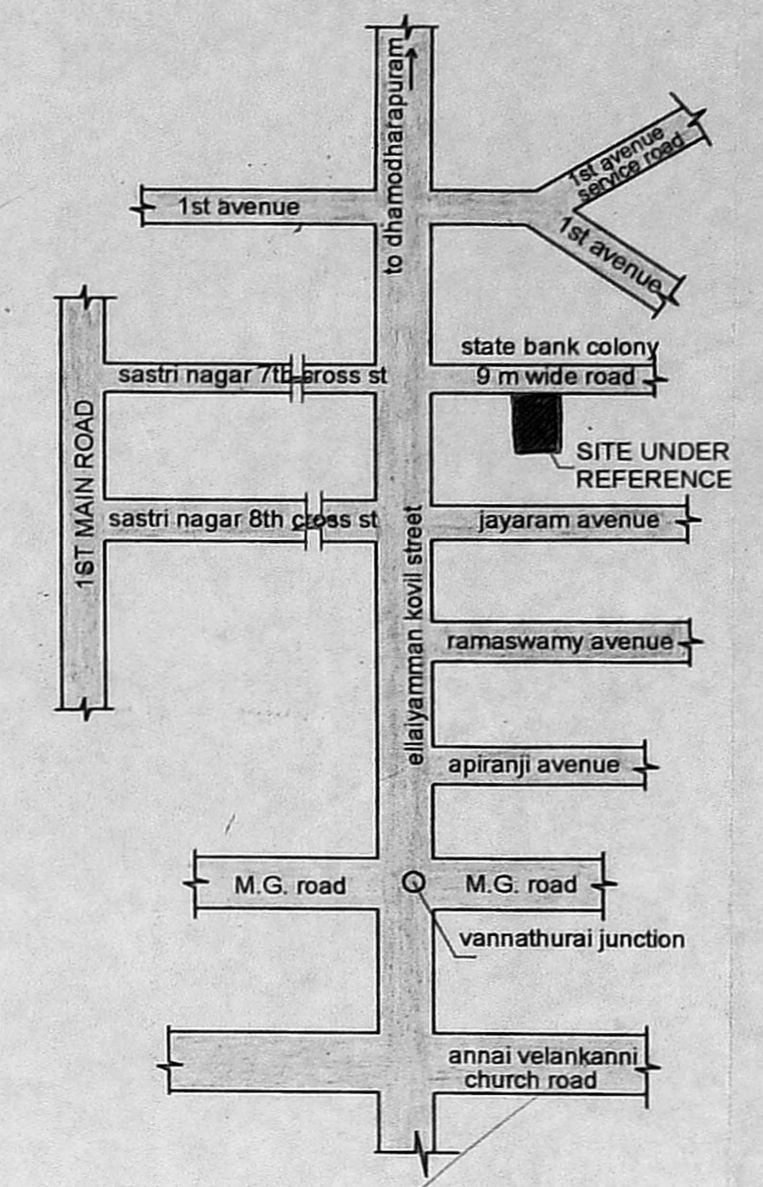 to dhamodharapuram
1st avenue
service road
1st avenue
1st avenue
state bank colony
sastri nagar 7th cross st
9 m wide road
SITE UNDER
REFERENCE
1ST MAIN ROAD
sastri nagar 8th cross st
jayaram avenue
ellaiyamman kovil street
ramaswamy avenue
apiranji avenue
M.G. road
M.G. road
vannathurai junction
annai velankanni
church road